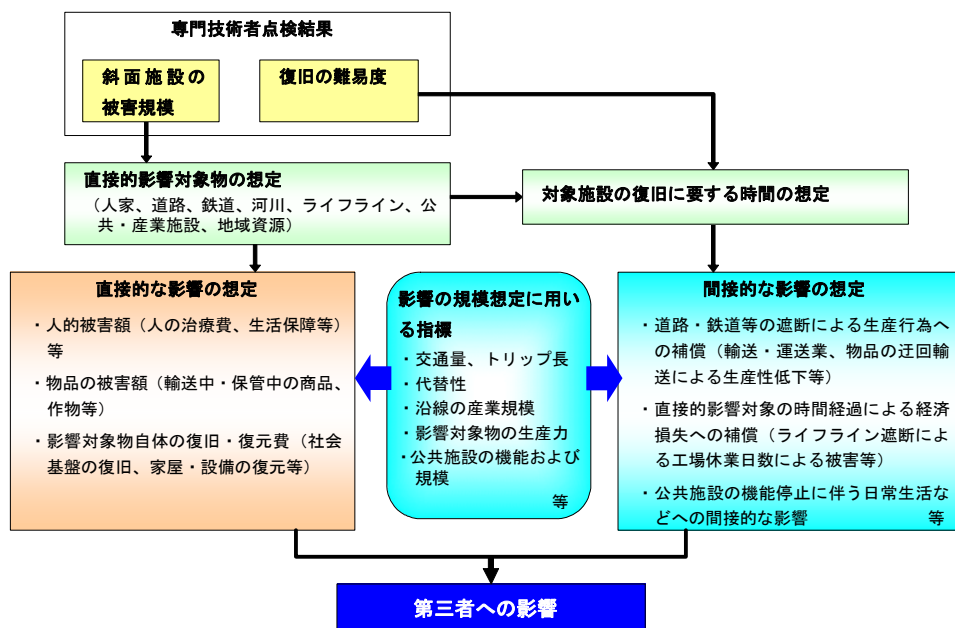 専門技術者点検結果
斜面施設の
被害規模
復旧の難易度
直接的影響対象物の想定
（人家、道路、鉄道、河川、ライフライン、公
共・産業施設、地域資源）
対象施設の復旧に要する時間の想定
直接的な影響の想定
・人的被害額（人の治療費、生活保障等）
等
・物品の被害額（輸送中・保管中の商品、
作物等）
・影響対象物自体の復旧・復元費（社会
基盤の復旧、家屋・設備の復元等）
影響の規模想定に用い
る指標
・交通量、トリップ長
・代替性
・沿線の産業規模
・影響対象物の生産力
・公共施設の機能および
規模
等
間接的な影響の想定
・道路・鉄道等の遮断による生産行為へ
の補償（輸送・運送業、物品の迂回輸
送による生産性低下等）
・直接的影響対象の時間経過による経済
損失への補償（ライフライン遮断によ
る工場休業日数による被害等）
・公共施設の機能停止に伴う日常生活な
どへの間接的な影響 等
第三者への影響